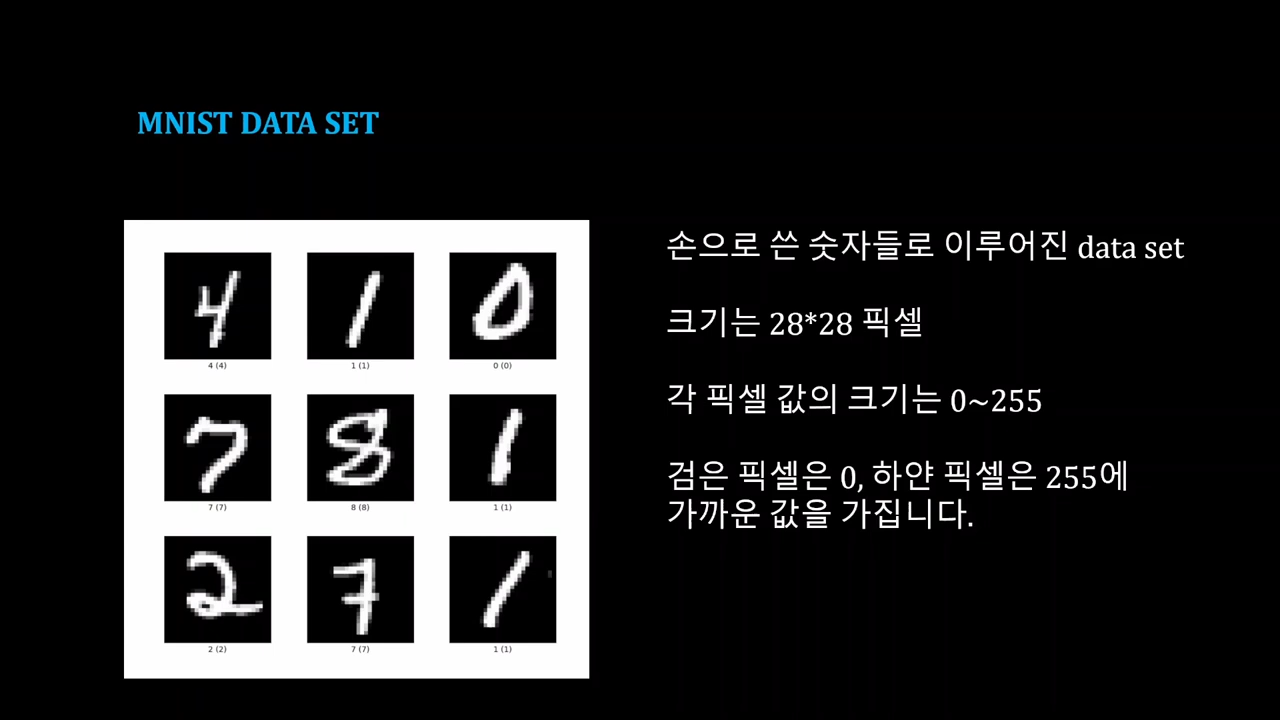 MNIST DATA SET
4 (4)
1 (1)
0 (0)
7 (7)
8 (8)
1 (1)
2 (2)
7 (7)
1 (1)
손으로 쓴 숫자들로 이루어진 data set
크기는 28*28 픽셀
각 픽셀 값의 크기는 0~255
검은 픽셀은 0, 하얀 픽셀은 255에
가까운 값을 가집니다.